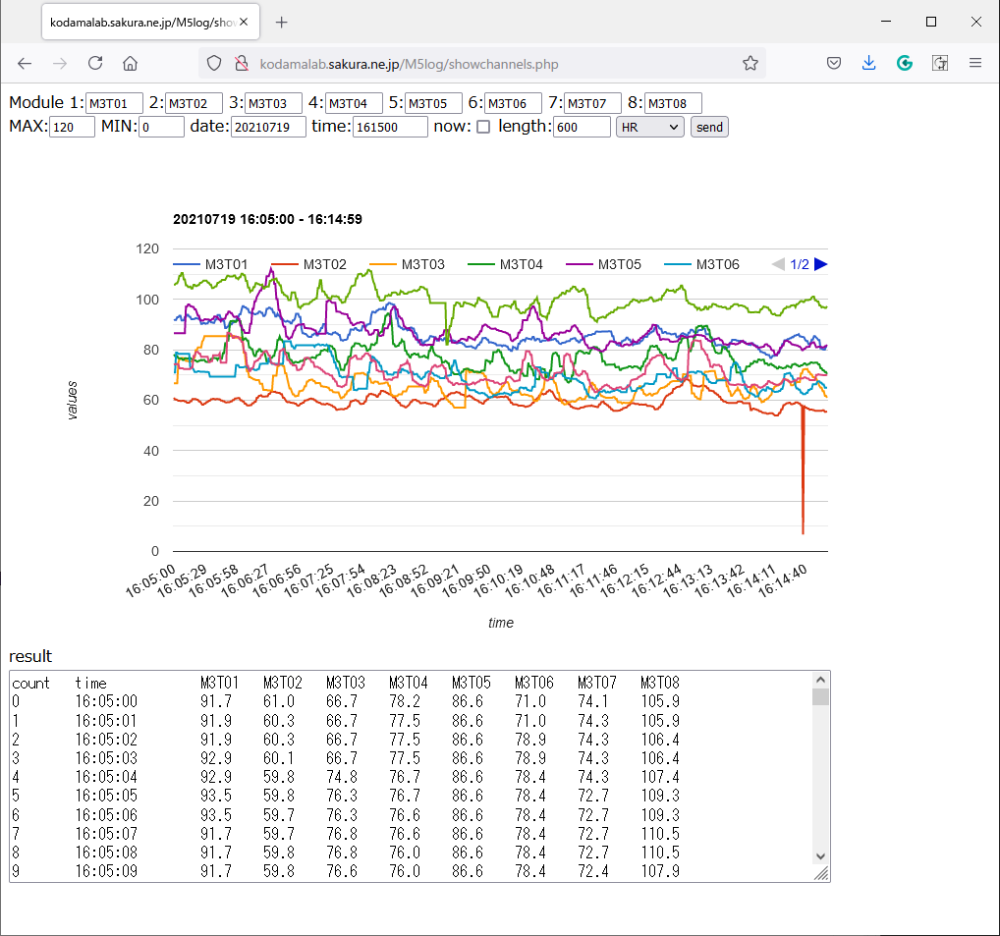 kodamalab.sakura.ne.jp/M5log/show
kodamalab.sakura.ne.jp/M5log/showchannels.php
Module 1: M3T01 2: M3T02 3: M3T03 4: M3T04 5: M3T05 6: M3T06 7: M3T07 8: M3T08
MAX: 120 MIN: 0 date: 20210719 time: 161500 now: length: 600 HR send
20210719 16:05:00 - 16:14:59
M3T01 M3T02 M3T03 M3T04 M3T05 M3T06 1/2
120
100
80
60
40
20
0
values
16:05:00 16:05:29 16:05:58 16:06:27 16:06:56 16:07:25 16:07:54 16:08:23 16:08:52 16:09:21 16:09:50 16:10:19 16:10:48 16:11:17 16:11:46 16:12:15 16:12:44 16:13:13 16:13:42 16:14:11 16:14:40
time
result
count time M3T01 M3T02 M3T03 M3T04 M3T05 M3T06 M3T07 M3T08
0 16:05:00 91.7 61.0 66.7 78.2 86.6 71.0 74.1 105.9
1 16:05:01 91.9 60.3 66.7 77.5 86.6 71.0 74.3 105.9
2 16:05:02 91.9 60.3 66.7 77.5 86.6 78.9 74.3 106.4
3 16:05:03 92.9 60.1 66.7 77.5 86.6 78.9 74.3 106.4
4 16:05:04 92.9 59.8 74.8 76.7 86.6 78.4 74.3 107.4
5 16:05:05 93.5 59.8 76.3 76.7 86.6 78.4 72.7 109.3
6 16:05:06 93.5 59.7 76.3 76.6 86.6 78.4 72.7 109.3
7 16:05:07 91.7 59.7 76.8 76.6 86.6 78.4 72.7 110.5
8 16:05:08 91.7 59.8 76.8 76.0 86.6 78.4 72.7 110.5
9 16:05:09 91.7 59.8 76.6 76.0 86.6 78.4 72.4 107.9